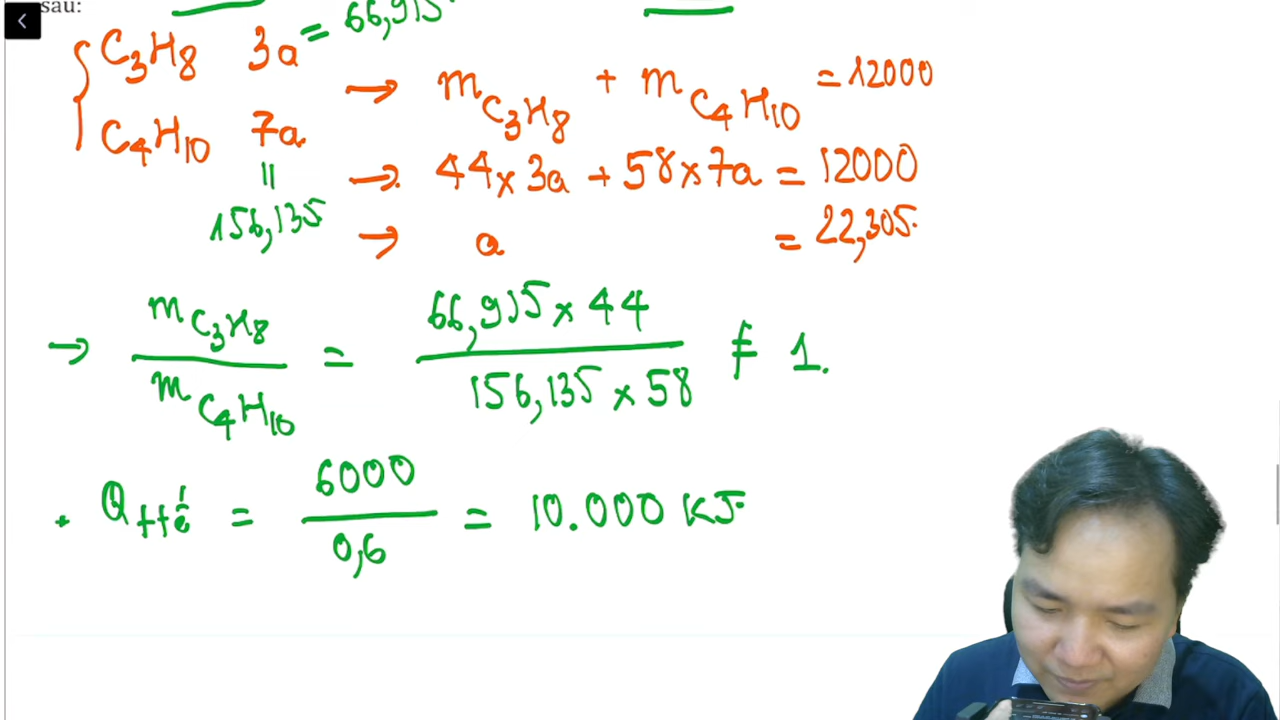 sau:
C3H8 3a = 66,915.
C4H10 7a
||
156,135
→ mC3H8 + mC4H10 = 12000
→ 44 x 3a + 58 x 7a = 12000
→ a = 22,305.
→ mC3H8 / mC4H10 = 66,915 x 44 / 156,135 x 58 ≠ 1.
• Qttế = 6000 / 0,6 = 10.000 KJ